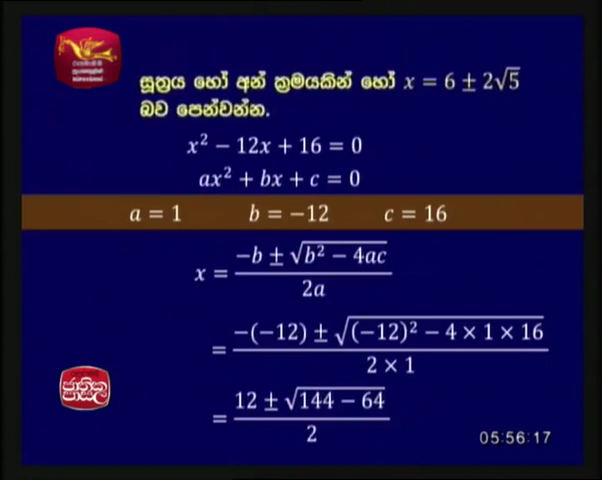 සූත්‍රය හෝ අන් ක්‍රමයකින් හෝ x = 6 ± 2√5
බව පෙන්වන්න.
x² − 12x + 16 = 0
ax² + bx + c = 0
a = 1 b = −12 c = 16
x = (−b ± √(b² − 4ac)) / 2a
= (−(−12) ± √((−12)² − 4 × 1 × 16)) / (2 × 1)
= (12 ± √(144 − 64)) / 2
ජාතික
පාසල
05:56:17